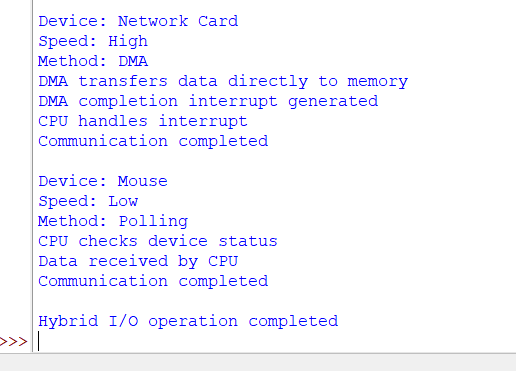 Device: Network Card
Speed: High
Method: DMA
DMA transfers data directly to memory
DMA completion interrupt generated
CPU handles interrupt
Communication completed
Device: Mouse
Speed: Low
Method: Polling
CPU checks device status
Data received by CPU
Communication completed
Hybrid I/O operation completed
>>>